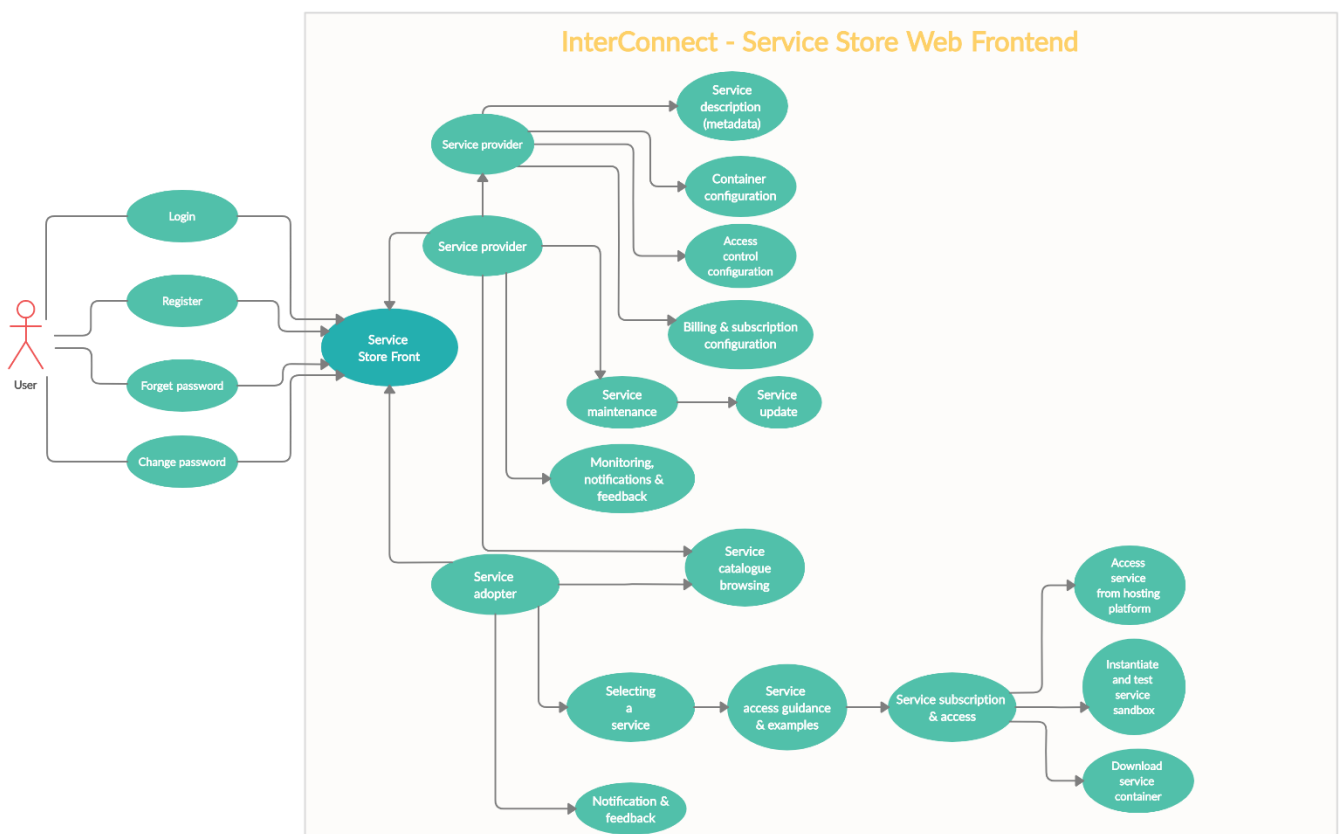 InterConnect - Service Store Web Frontend
Service
description
(metadata)
Service provider
Container
configuration
Login
Service provider
Access
control
configuration
Register
Billing & subscription
configuration
Service
Store Front
User
Forget password
Service
maintenance
Service
update
Change password
Monitoring,
notifications &
feedback
Service
catalogue
browsing
Service
adopter
Access
service
from hosting
platform
Selecting
a
service
Service
access guidance
& examples
Service subscription
& access
Instantiate
and test
service
sandbox
Download
service
container
Notification &
feedback